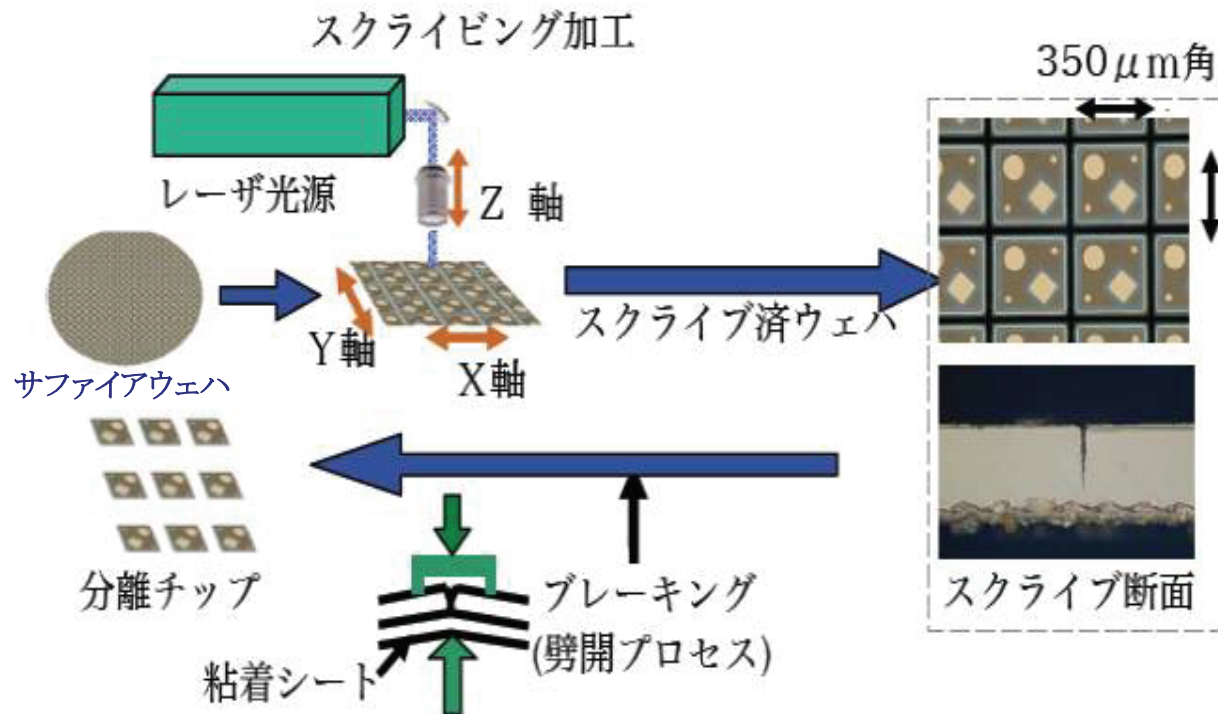 スクライビング加工
350μm角
レーザ光源
Z 軸
Y軸
X軸
スクライブ済ウェハ
サファイアウェハ
分離チップ
ブレーキング
(劈開プロセス)
スクライブ断面
粘着シート